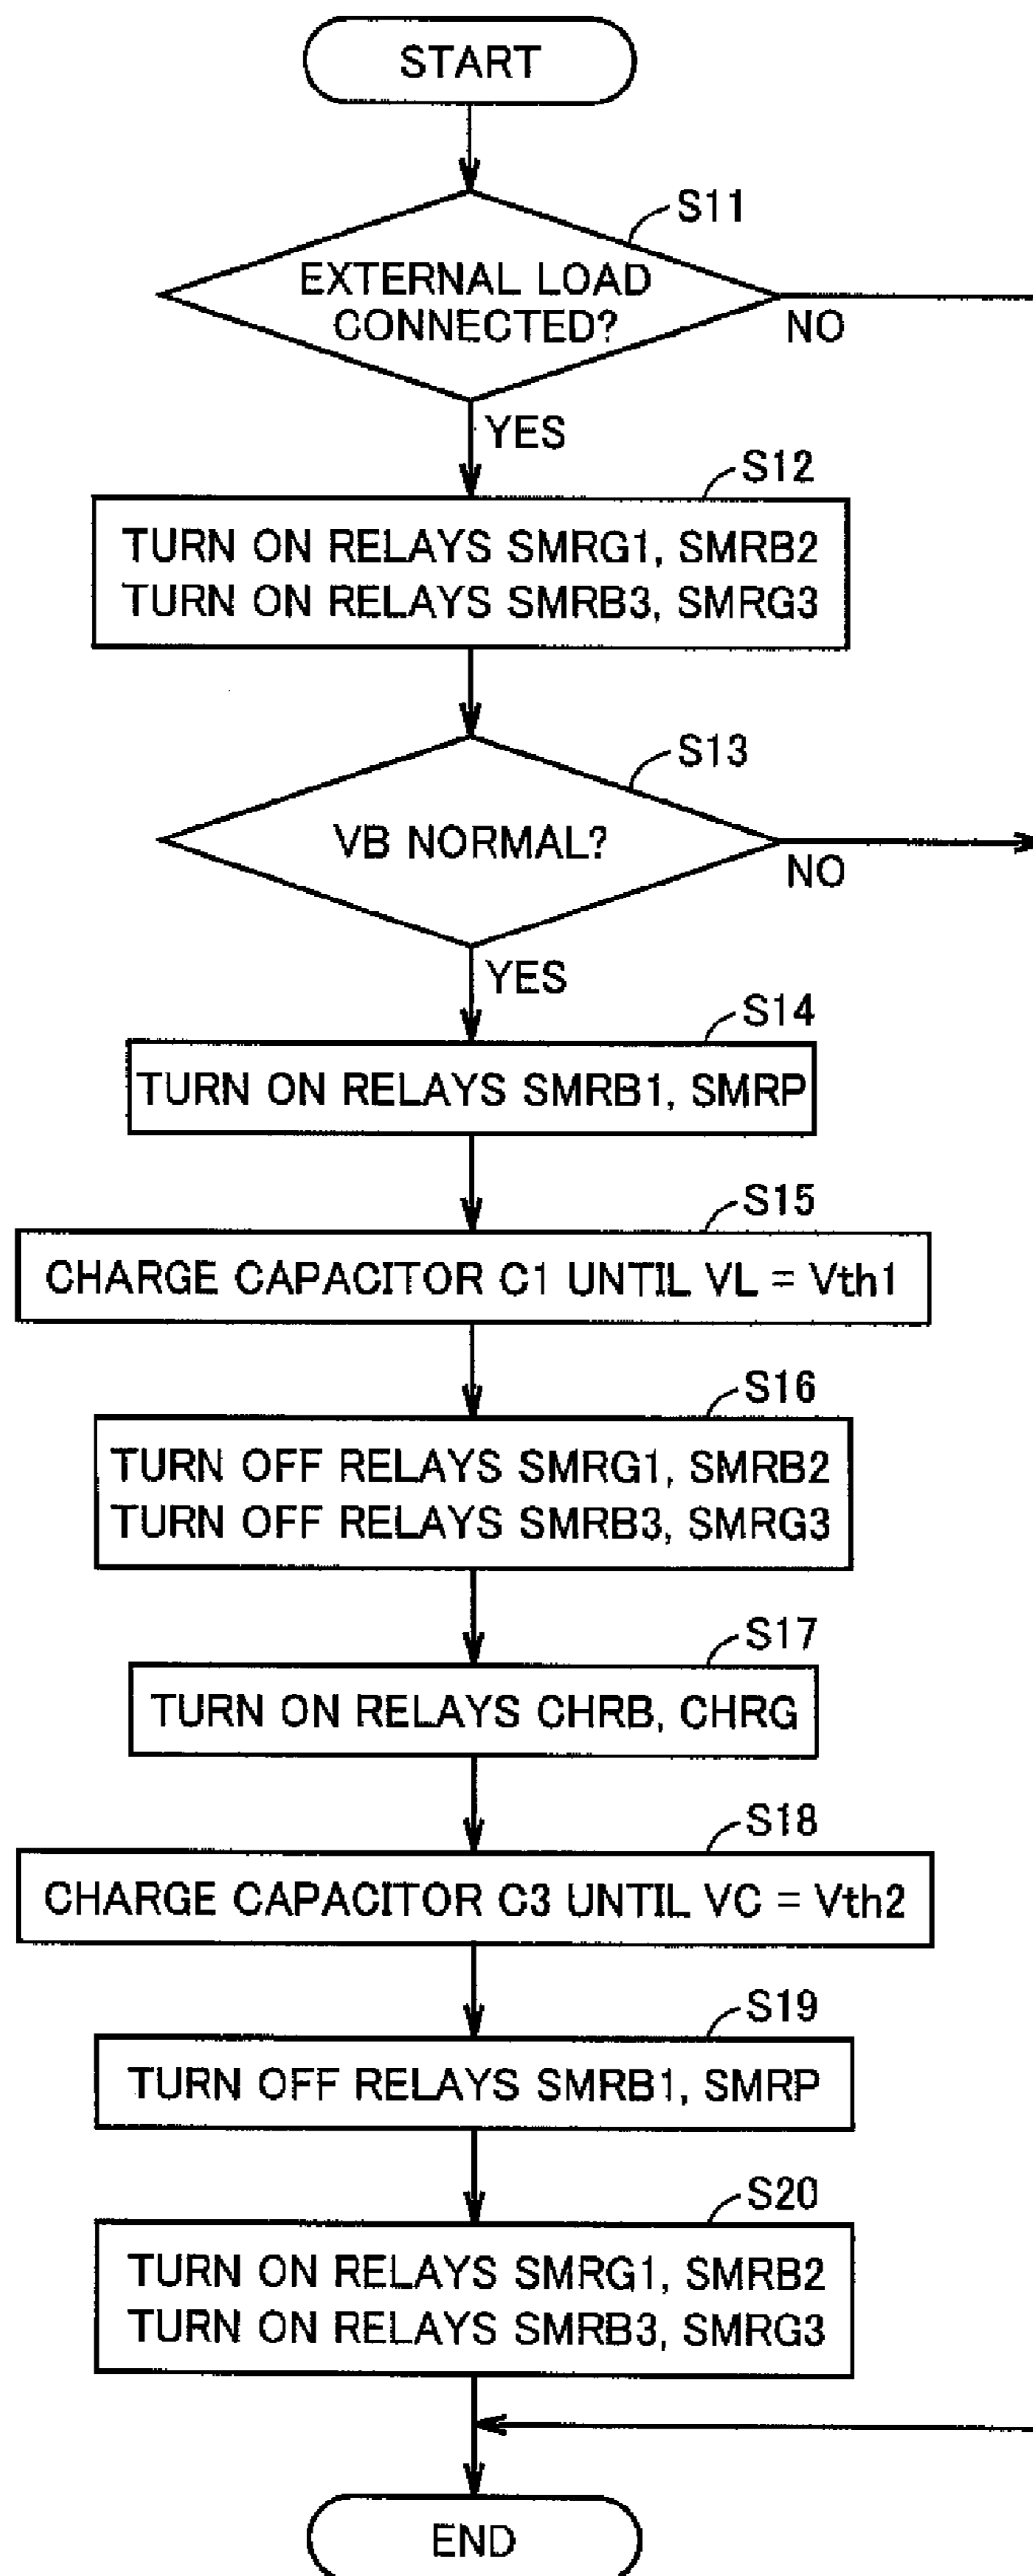 START
S11
EXTERNAL LOAD
CONNECTED?
NO
YES
S12
TURN ON RELAYS SMRG1, SMRB2
TURN ON RELAYS SMRB3, SMRG3
S13
VB NORMAL?
NO
YES
S14
TURN ON RELAYS SMRB1, SMRP
S15
CHARGE CAPACITOR C1 UNTIL VL = Vth1
S16
TURN OFF RELAYS SMRG1, SMRB2
TURN OFF RELAYS SMRB3, SMRG3
S17
TURN ON RELAYS CHRB, CHRG
S18
CHARGE CAPACITOR C3 UNTIL VC = Vth2
S19
TURN OFF RELAYS SMRB1, SMRP
S20
TURN ON RELAYS SMRG1, SMRB2
TURN ON RELAYS SMRB3, SMRG3
END